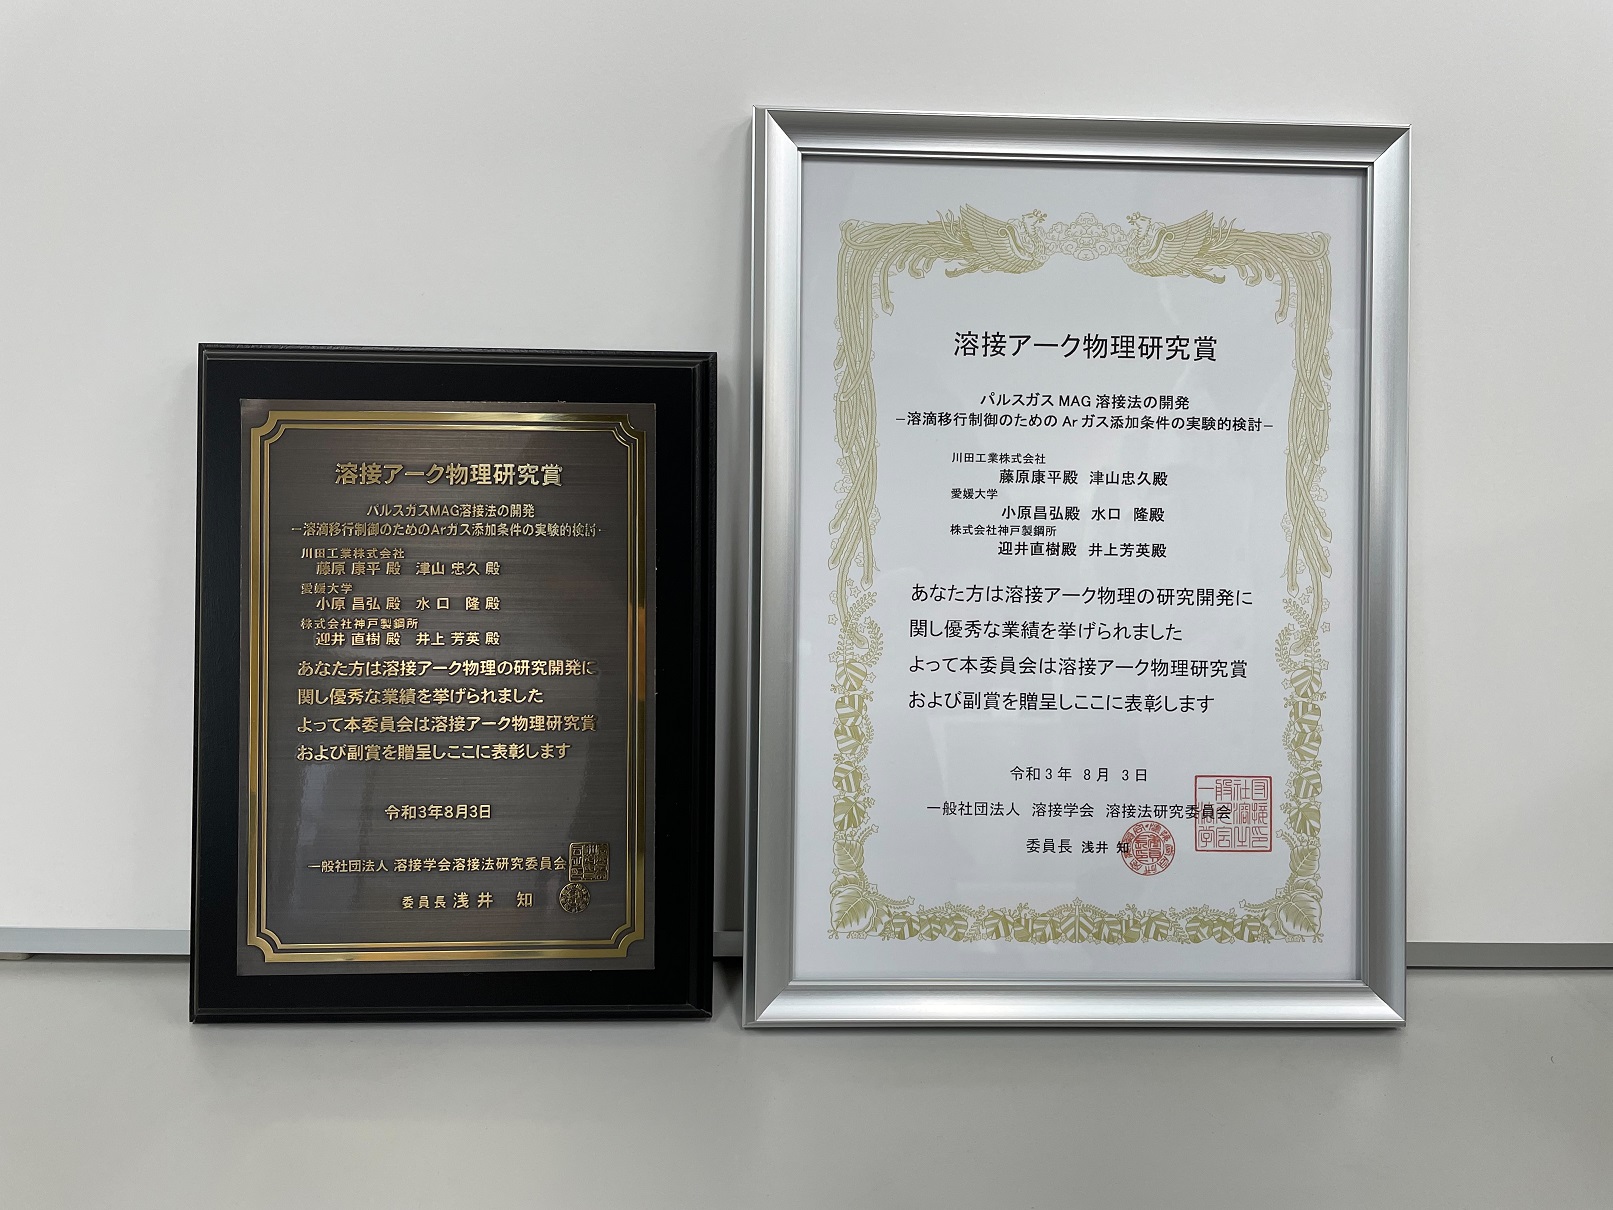 溶接アーク物理研究賞
パルスガスMAG溶接法の開発
―溶滴移行制御のためのArガス添加条件の実験的検討―
川田工業株式会社
藤原 康平 殿 津山 忠久 殿
愛媛大学
小原 昌弘 殿 水口 隆 殿
株式会社神戸製鋼所
迎井 直樹 殿 井上 芳英 殿
あなた方は溶接アーク物理の研究開発に
関し優秀な業績を挙げられました
よって本委員会は溶接アーク物理研究賞
および副賞を贈呈しここに表彰します
令和3年8月3日
一般社団法人 溶接学会溶接法研究委員会
委員長 浅井 知
溶接アーク物理研究賞
パルスガス MAG 溶接法の開発
―溶滴移行制御のための Ar ガス添加条件の実験的検討―
川田工業株式会社
藤原康平殿 津山忠久殿
愛媛大学
小原昌弘殿 水口 隆殿
株式会社神戸製鋼所
迎井直樹殿 井上芳英殿
あなた方は溶接アーク物理の研究開発に
関し優秀な業績を挙げられました
よって本委員会は溶接アーク物理研究賞
および副賞を贈呈しここに表彰します
令和3年 8月 3日
一般社団法人 溶接学会 溶接法研究委員会
委員長 浅井 知